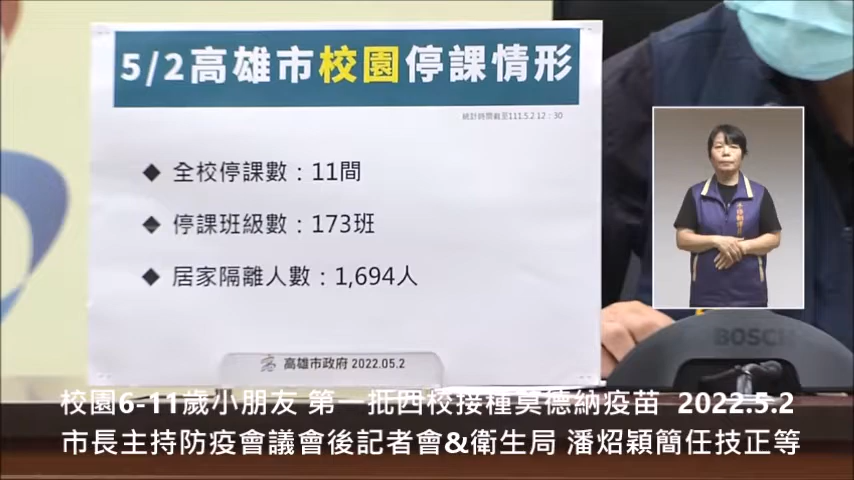 5/2高雄市校園停課情形
統計時間截至111.5.2 12：30
◆ 全校停課數：11間
◆ 停課班級數：173班
◆ 居家隔離人數：1,694人
高雄市政府 2022.05.2
BOSCH
校園6-11歲小朋友 第一批四校接種莫德納疫苗 2022.5.2
市長主持防疫會議會後記者會&衛生局 潘炤穎簡任技正等